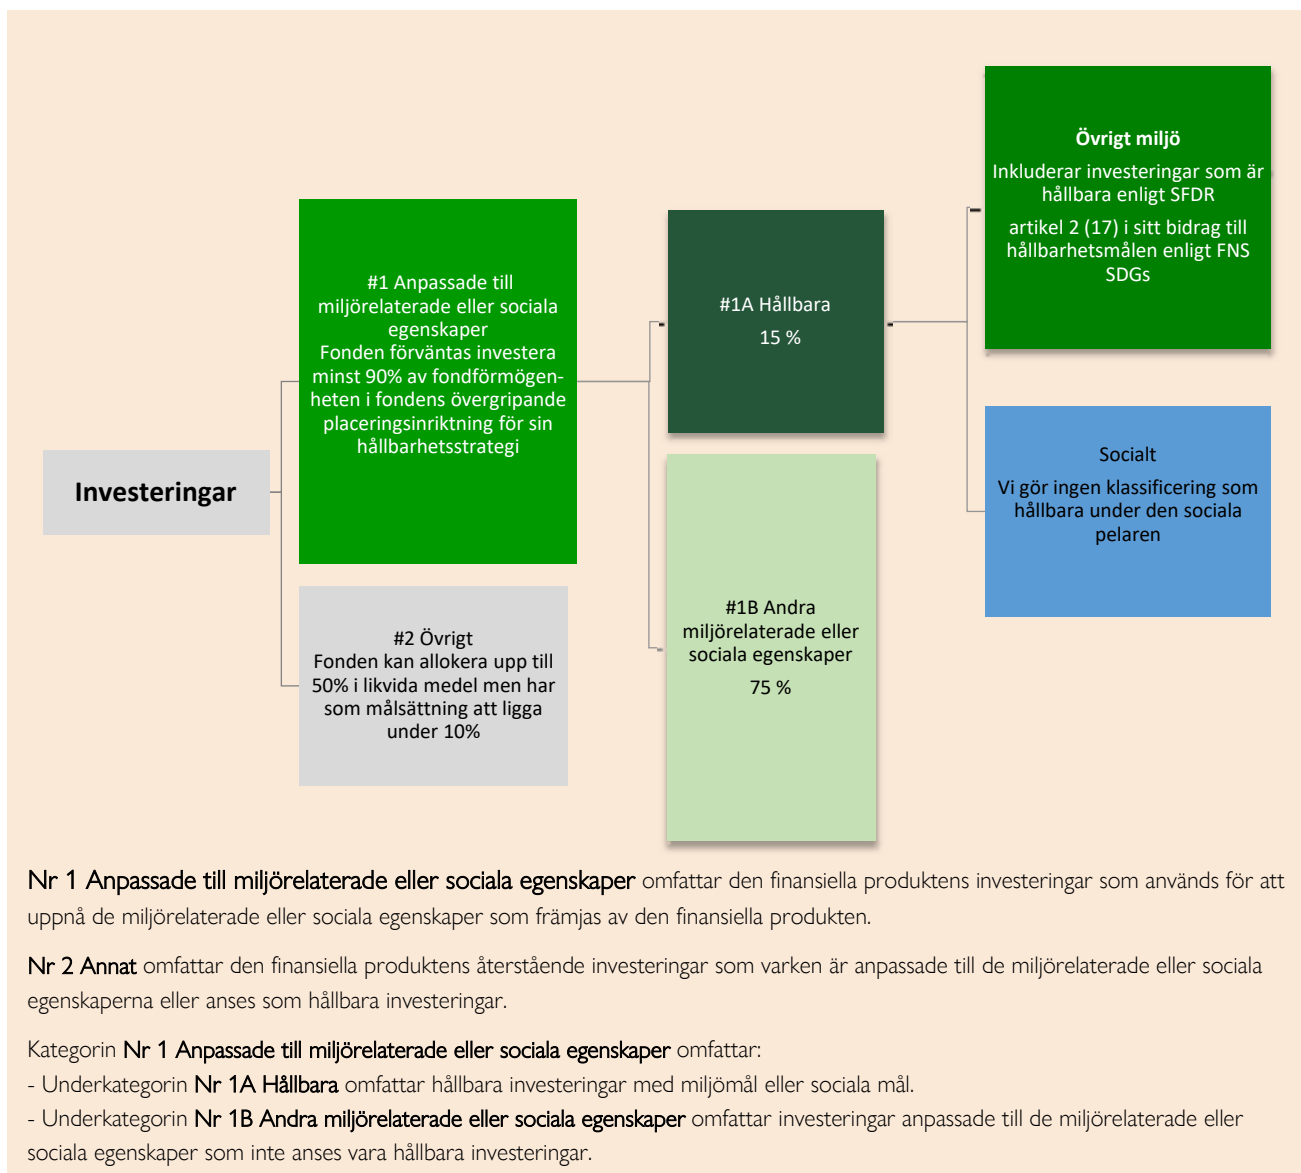 Investeringar
#1 Anpassade till
miljörelaterade eller sociala
egenskaper
Fonden förväntas investera
minst 90% av fondförmögen-
heten i fondens övergripande
placeringsinriktning för sin
hållbarhetsstrategi
#2 Övrigt
Fonden kan allokera upp till
50% i likvida medel men har
som målsättning att ligga
under 10%
#1A Hållbara
15 %
#1B Andra
miljörelaterade eller
sociala egenskaper
75 %
Övrigt miljö
Inkluderar investeringar som är
hållbara enligt SFDR
artikel 2 (17) i sitt bidrag till
hållbarhetsmålen enligt FNS
SDGs
Socialt
Vi gör ingen klassificering som
hållbara under den sociala
pelaren
Nr 1 Anpassade till miljörelaterade eller sociala egenskaper omfattar den finansiella produktens investeringar som används för att
uppnå de miljörelaterade eller sociala egenskaper som främjas av den finansiella produkten.
Nr 2 Annat omfattar den finansiella produktens återstående investeringar som varken är anpassade till de miljörelaterade eller sociala
egenskaperna eller anses som hållbara investeringar.
Kategorin Nr 1 Anpassade till miljörelaterade eller sociala egenskaper omfattar:
- Underkategorin Nr 1A Hållbara omfattar hållbara investeringar med miljömål eller sociala mål.
- Underkategorin Nr 1B Andra miljörelaterade eller sociala egenskaper omfattar investeringar anpassade till de miljörelaterade eller
sociala egenskaper som inte anses vara hållbara investeringar.